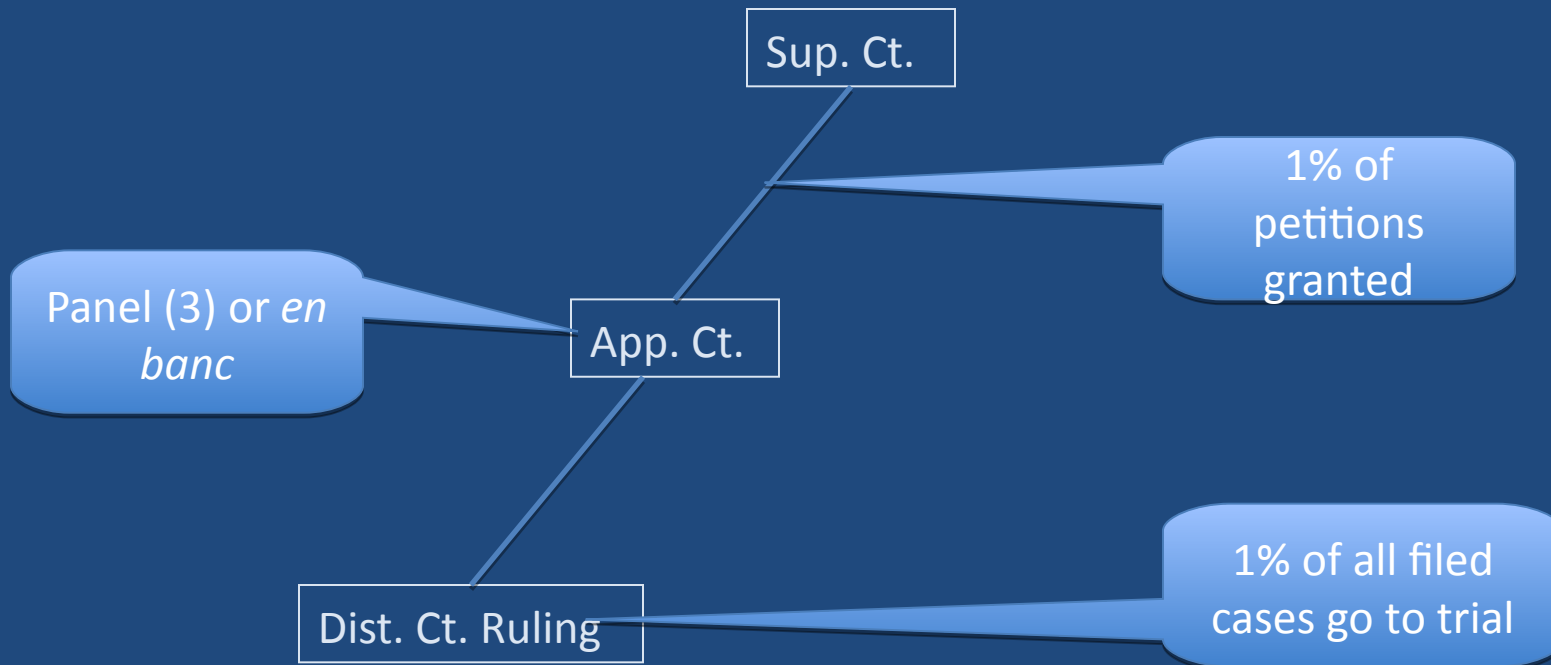 Sup. Ct.
1% of
petitions
granted
Panel (3) or en
banc
App. Ct.
1% of all filed
cases go to trial
Dist. Ct. Ruling